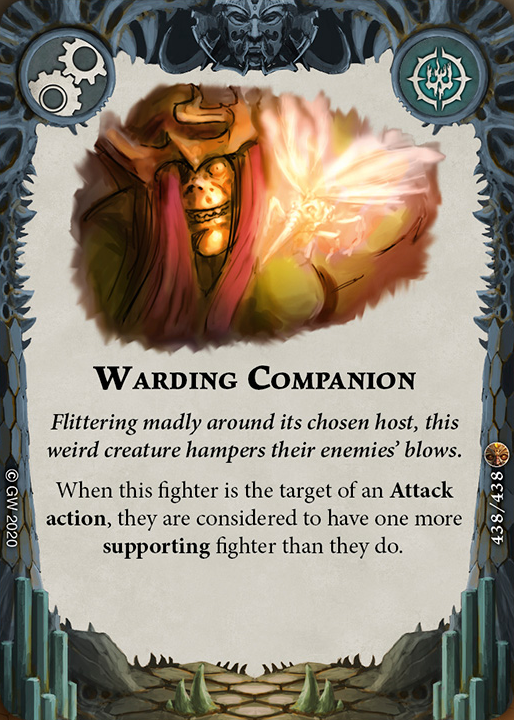 Warding Companion
Flittering madly around its chosen host, this
weird creature hampers their enemies’ blows.
When this fighter is the target of an Attack
action, they are considered to have one more
supporting fighter than they do.
© GW 2020
438/438